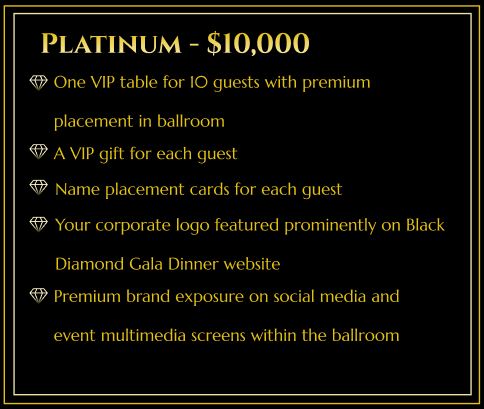 Platinum - $10,000
One VIP table for 10 guests with premium
placement in ballroom
A VIP gift for each guest
Name placement cards for each guest
Your corporate logo featured prominently on Black
Diamond Gala Dinner website
Premium brand exposure on social media and
event multimedia screens within the ballroom